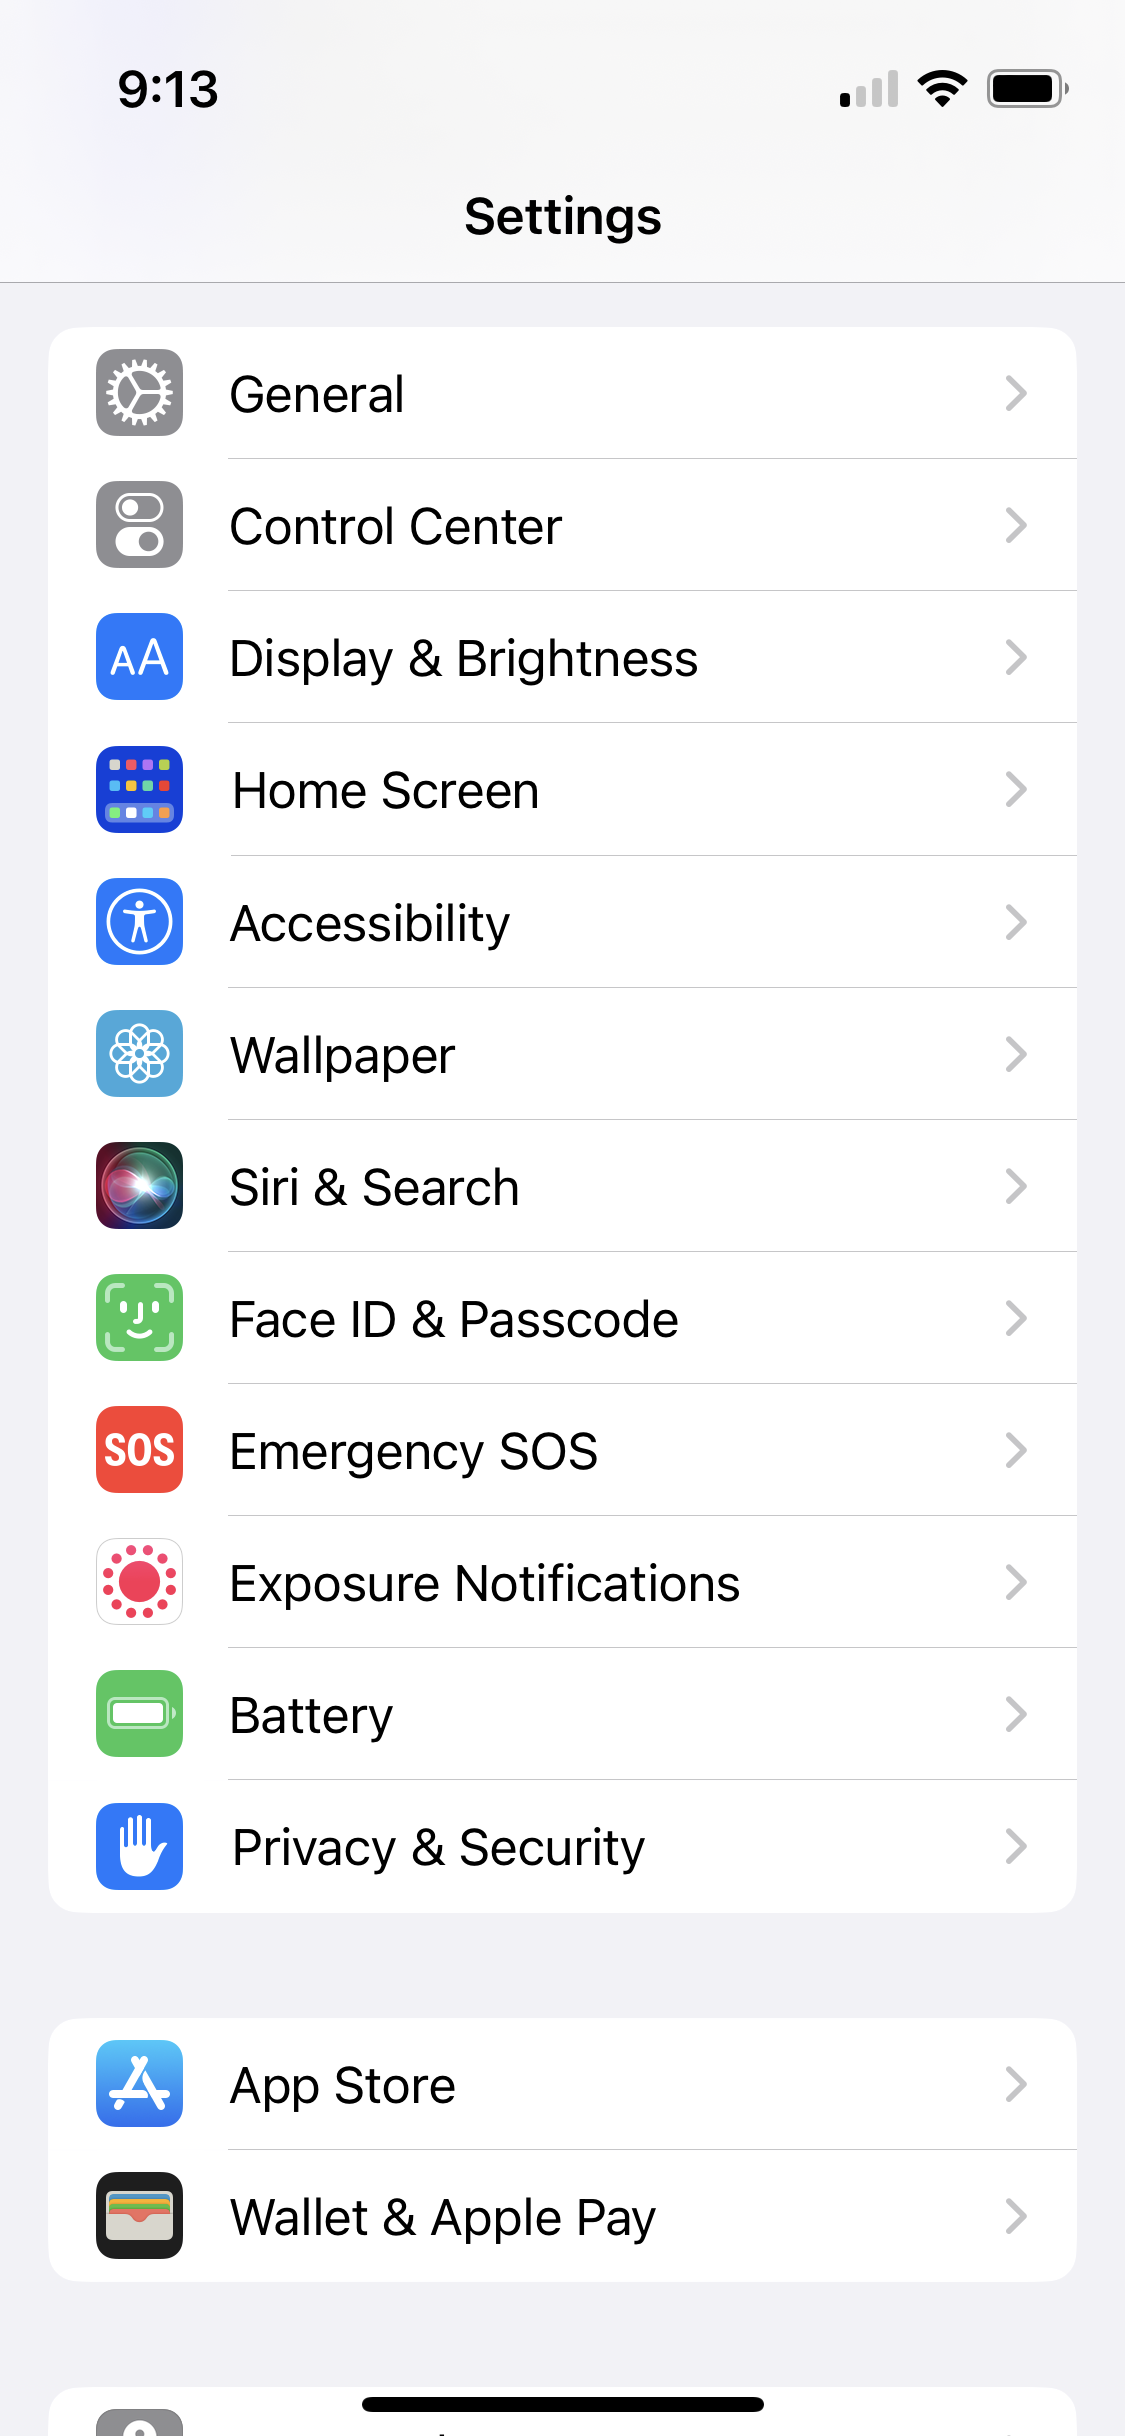 9:13
Settings
General
Control Center
AA Display & Brightness
Home Screen
Accessibility
Wallpaper
Siri & Search
Face ID & Passcode
SOS Emergency SOS
Exposure Notifications
Battery
Privacy & Security
App Store
Wallet & Apple Pay